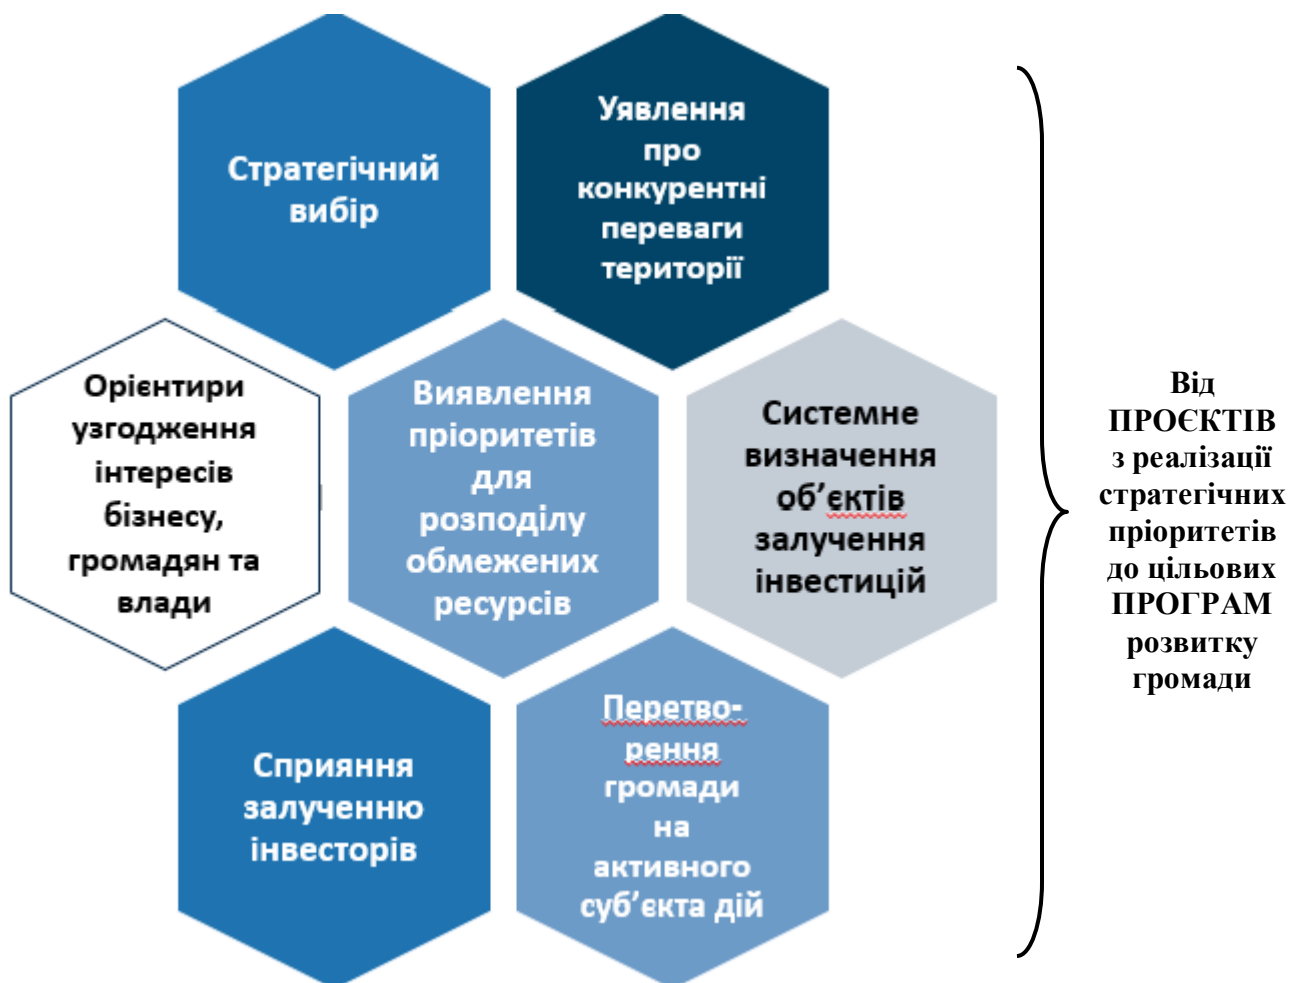 Стратегічний
вибір
Уявлення
про
конкурентні
переваги
території
Орієнтири
узгодження
інтересів
бізнесу,
громадян та
влади
Виявлення
пріоритетів
для
розподілу
обмежених
ресурсів
Системне
визначення
об’єктів
залучення
інвестицій
Сприяння
залученню
інвесторів
Перетво-
рення
громади
на
активного
суб’єкта дій
Від
ПРОЄКТІВ
з реалізації
стратегічних
пріоритетів
до цільових
ПРОГРАМ
розвитку
громади